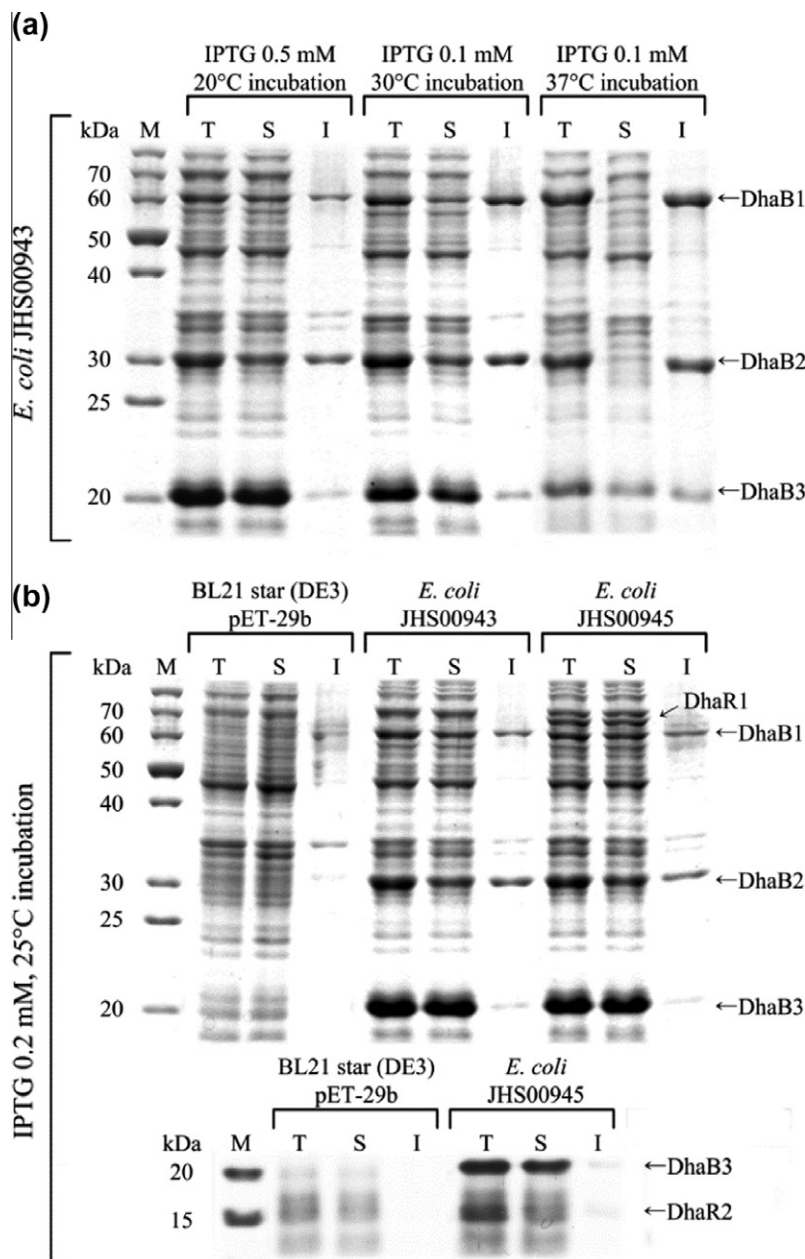 (a)
IPTG 0.5 mM IPTG 0.1 mM IPTG 0.1 mM
20°C incubation 30°C incubation 37°C incubation
kDa M T S I T S I T S I
70
60 ←DhaB1
50
40
E. coli JHS00943
30 ←DhaB2
25
20 ←DhaB3
(b)
BL21 star (DE3) E. coli E. coli
pET-29b JHS00943 JHS00945
kDa M T S I T S I T S I
70 DhaR1
60 ←DhaB1
50
40
IPTG 0.2 mM, 25°C incubation
30 ←DhaB2
25
20 ←DhaB3
BL21 star (DE3) E. coli
pET-29b JHS00945
kDa M T S I T S I
20 ←DhaB3
15 ←DhaR2